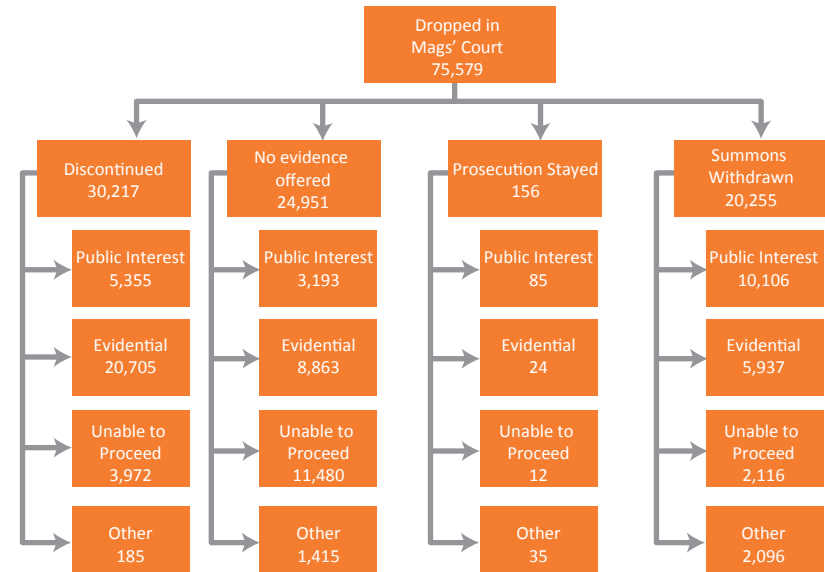 Dropped in
Mags' Court
75,579
Discontinued
30,217
Public Interest
5,355
Evidential
20,705
Unable to
Proceed
3,972
Other
185
No evidence
offered
24,951
Public Interest
3,193
Evidential
8,863
Unable to
Proceed
11,480
Other
1,415
Prosecution Stayed
156
Public Interest
85
Evidential
24
Unable to
Proceed
12
Other
35
Summons
Withdrawn
20,255
Public Interest
10,106
Evidential
5,937
Unable to
Proceed
2,116
Other
2,096